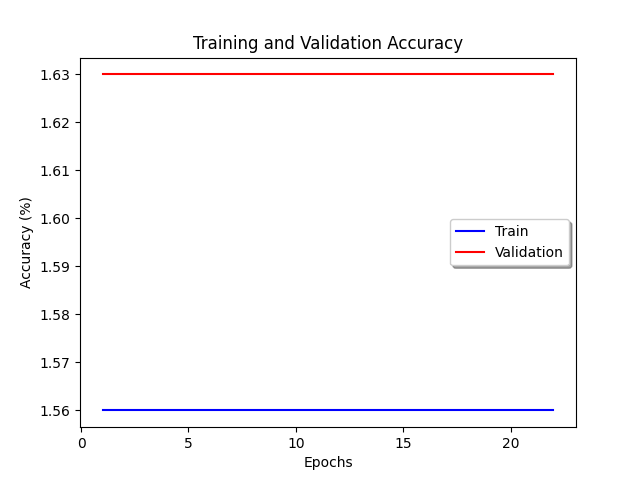 Training and Validation Accuracy
1.63
1.62
1.61
1.60
1.59
1.58
1.57
1.56
Accuracy (%)
Train
Validation
0 5 10 15 20
Epochs